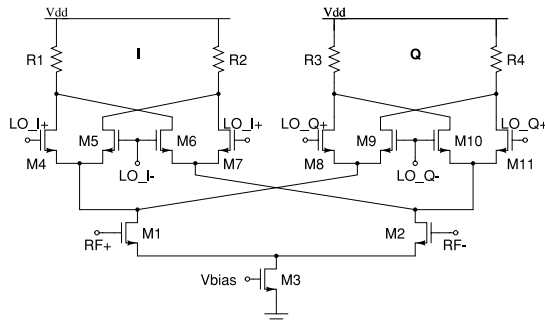 Vdd Vdd
R1 I R2 R3 Q R4
LO_I+ LO_I+ LO_Q+ LO_Q+
M5 M6 M9 M10
M4 M7 M8 M11
LO_I- LO_Q-
M1 M2
RF+ RF-
Vbias M3